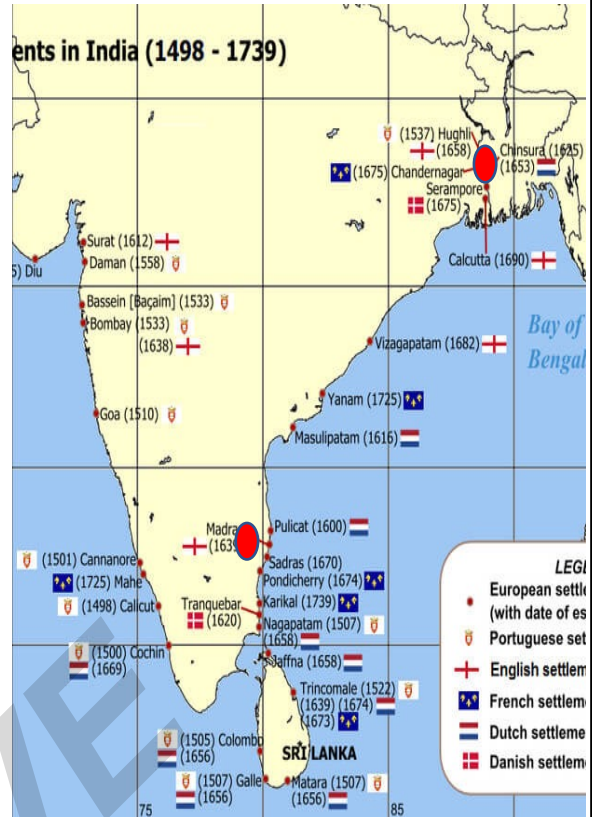 ents in India (1498 - 1739)
(1537) Hughli
(1658)
Chinsura (1625)
(1653)
(1675) Chandernagar
Serampore
(1675)
Calcutta (1690)
Surat (1612)
5) Diu
Daman (1558)
Bassein [Baçaim] (1533)
Bombay (1533)
(1638)
Vizagapatam (1682)
Bay of
Bengal
Yanam (1725)
Goa (1510)
Masulipatam (1616)
Pulicat (1600)
Madra
(1639
Sadras (1670)
(1501) Cannanore
Pondicherry (1674)
(1725) Mahe
Karikal (1739)
(1498) Calicut
Tranquebar
(1620)
Nagapatam (1507)
(1658)
(1500) Cochin
(1669)
Jaffna (1658)
Trincomale (1522)
(1639) (1674)
(1673)
(1505) Colombo
(1656)
SRI LANKA
(1507) Galle
(1656)
Matara (1507)
(1656)
75
85
LEGE
European settle
(with date of es
Portuguese set
English settlem
French settleme
Dutch settleme
Danish settlem